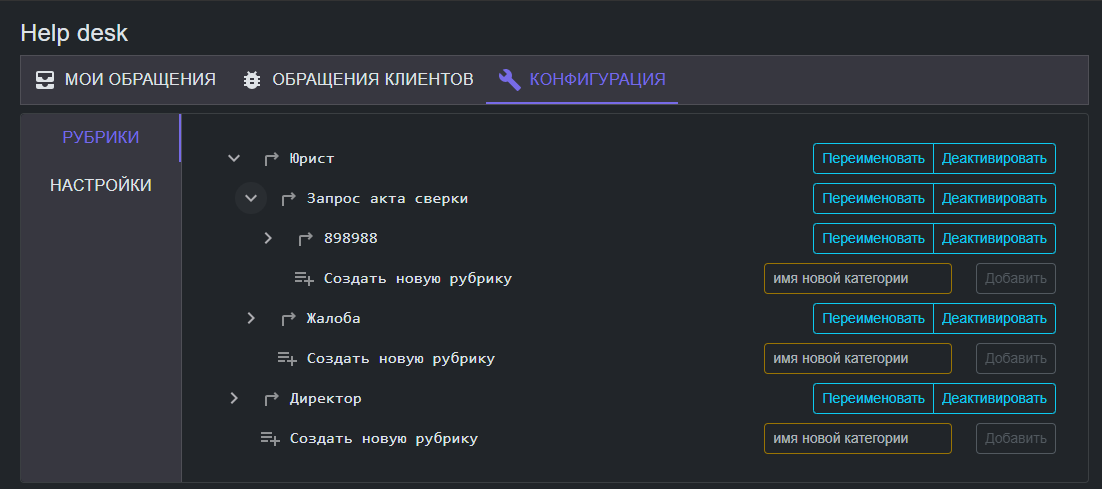 Help desk
МОИ ОБРАЩЕНИЯ ОБРАЩЕНИЯ КЛИЕНТОВ КОНФИГУРАЦИЯ
РУБРИКИ
НАСТРОЙКИ
Юрист Переименовать Деактивировать
Запрос акта сверки Переименовать Деактивировать
898988 Переименовать Деактивировать
Создать новую рубрику имя новой категории Добавить
Жалоба Переименовать Деактивировать
Создать новую рубрику имя новой категории Добавить
Директор Переименовать Деактивировать
Создать новую рубрику имя новой категории Добавить